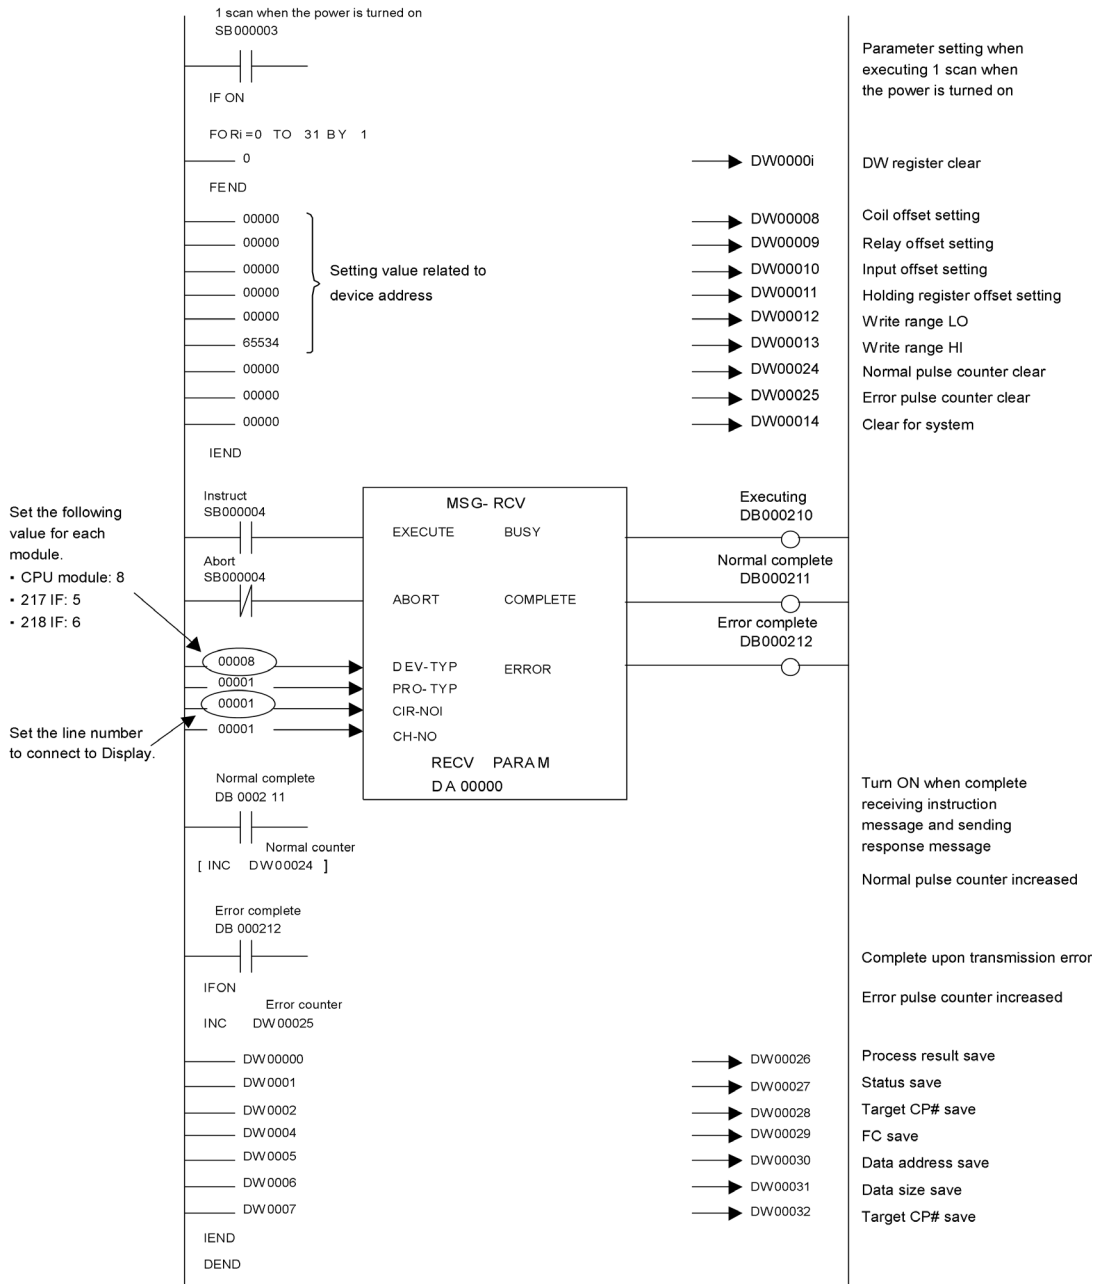 1 scan when the power is turned on
SB000003
Parameter setting when
executing 1 scan when
the power is turned on
IF ON
FORi=0 TO 31 BY 1
0 DW0000i DW register clear
FEND
00000 DW00008 Coil offset setting
00000 DW00009 Relay offset setting
00000 DW00010 Input offset setting
Setting value related to
device address
00000 DW00011 Holding register offset setting
00000 DW00012 Write range LO
65534 DW00013 Write range HI
00000 DW00024 Normal pulse counter clear
00000 DW00025 Error pulse counter clear
00000 DW00014 Clear for system
IEND
Set the following
value for each
module.
・CPU module: 8
・217 IF: 5
・218 IF: 6
Set the line number
to connect to Display.
Instruct
SB000004
Abort
SB000004
00008
00001
00001
00001
MSG-RCV
EXECUTE BUSY
ABORT COMPLETE
DEV-TYP ERROR
PRO-TYP
CIR-NOI
CH-NO
RECV PARAM
DA 00000
Executing
DB000210
Normal complete
DB000211
Error complete
DB000212
Normal complete
DB 0002 11
Normal counter
[ INC DW00024 ]
Turn ON when complete
receiving instruction
message and sending
response message
Normal pulse counter increased
Error complete
DB 000212
Complete upon transmission error
IFON
Error counter
INC DW00025
Error pulse counter increased
DW00000 DW00026 Process result save
DW0001 DW00027 Status save
DW0002 DW00028 Target CP# save
DW0004 DW00029 FC save
DW0005 DW00030 Data address save
DW0006 DW00031 Data size save
DW0007 DW00032 Target CP# save
IEND
DEND